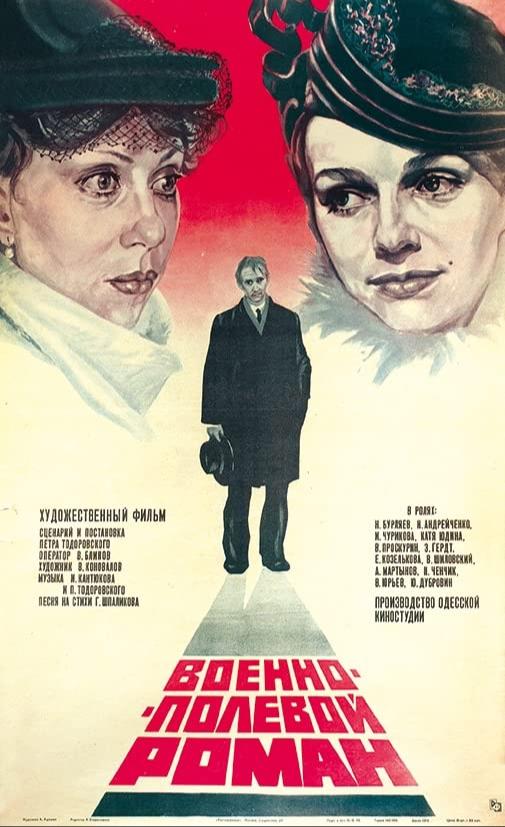 ХУДОЖЕСТВЕННЫЙ ФИЛЬМ
СЦЕНАРИЙ И ПОСТАНОВКА
ПЕТРА ТОДОРОВСКОГО
ОПЕРАТОР В. БЛИНОВ
ХУДОЖНИК В. КОНОВАЛОВ
МУЗЫКА И. КАНТЮКОВА
И П. ТОДОРОВСКОГО
ПЕСНЯ НА СТИХИ Г. ШПАЛИКОВА
В РОЛЯХ:
Н. БУРЛЯЕВ, Н. АНДРЕЙЧЕНКО,
И. ЧУРИКОВА, КАТЯ ЮДИНА,
В. ПРОСКУРИН, З. ГЕРДТ,
Е. КОЗЕЛЬКОВА, В. ШИЛОВСКИЙ,
А. МАРТЫНОВ, Н. ЧЕНЧИК,
В. ЮРЬЕВ, Ю. ДУБРОВИН
ПРОИЗВОДСТВО ОДЕССКОЙ
КИНОСТУДИИ
ВОЕННО-
-ПОЛЕВОЙ
РОМАН